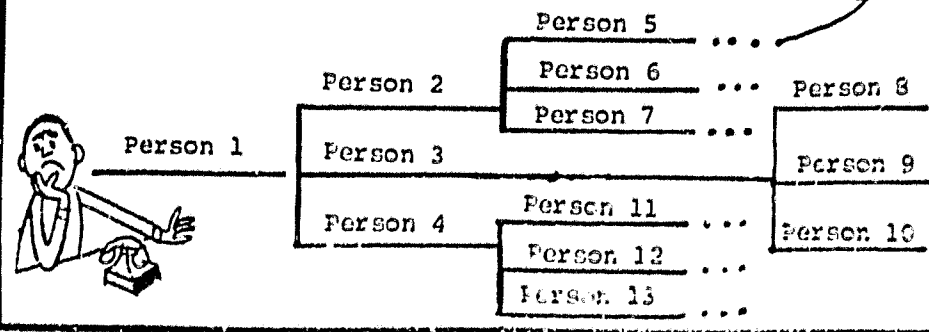 Person 5 ...
Person 6 ...
Person 2
Person 8
Person 7 ...
Person 1
Person 3
Person 9
Person 11 ...
Person 4
Person 10
Person 12 ...
Person 13 ...